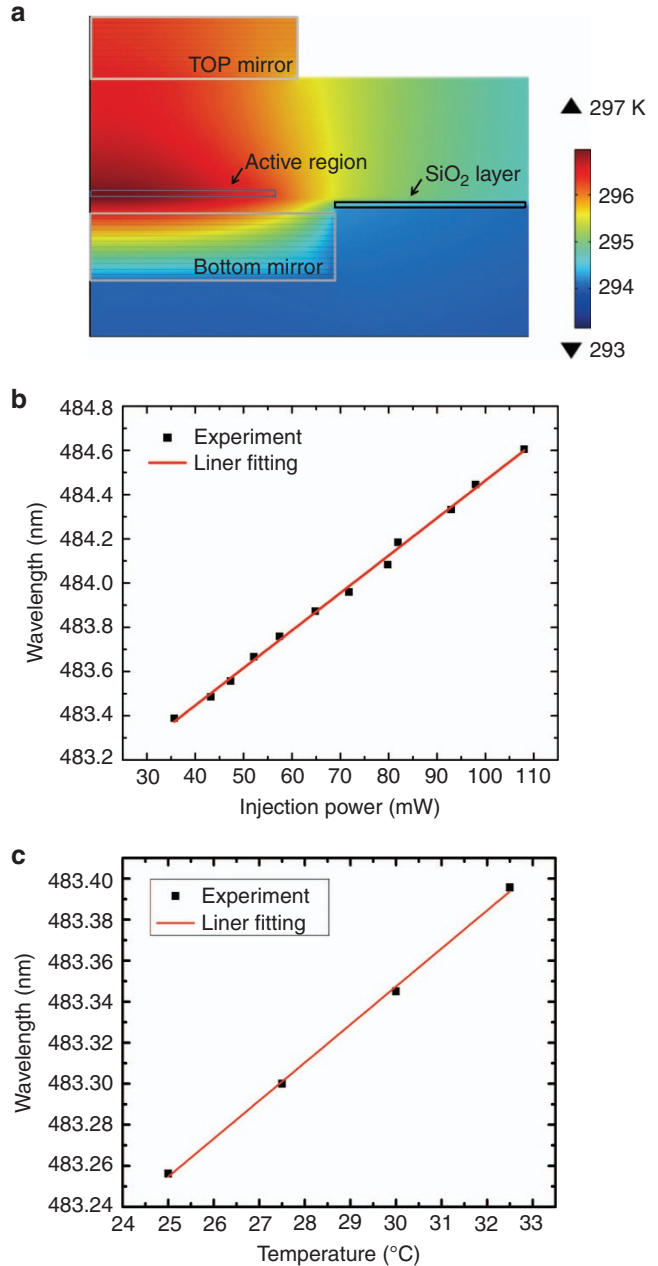 a
TOP mirror
Active region
SiO₂ layer
Bottom mirror
297 K
296
295
294
293
b
484.8
484.6
484.4
484.2
484.0
483.8
483.6
483.4
483.2
Wavelength (nm)
Experiment
Liner fitting
30 40 50 60 70 80 90 100 110
Injection power (mW)
c
483.40
483.38
483.36
483.34
483.32
483.30
483.28
483.26
483.24
Wavelength (nm)
Experiment
Liner fitting
24 25 26 27 28 29 30 31 32 33
Temperature (°C)